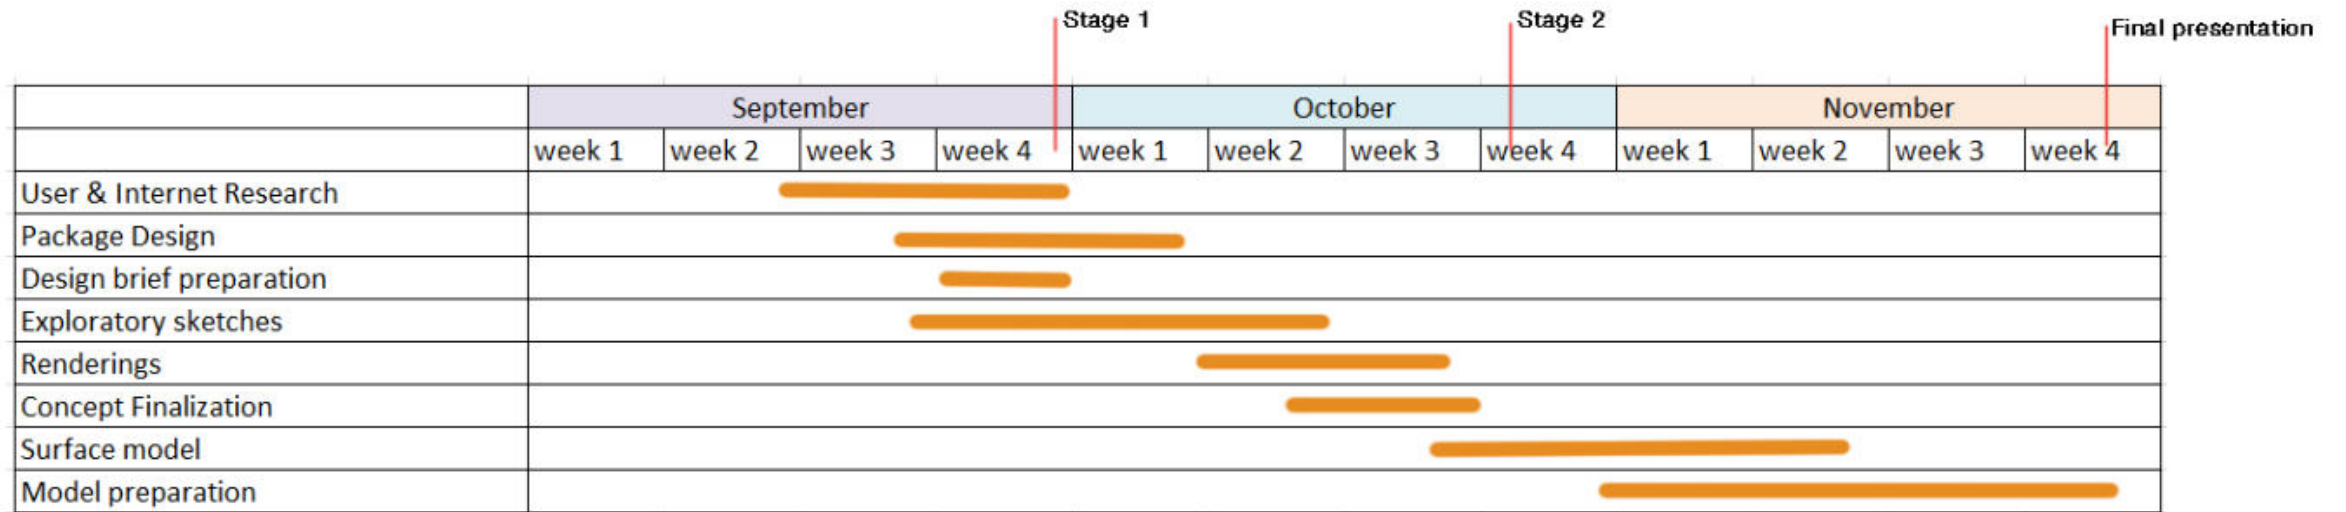 Stage 1
Stage 2
Final presentation
September October November
week 1 week 2 week 3 week 4 week 1 week 2 week 3 week 4 week 1 week 2 week 3 week 4
User & Internet Research
Package Design
Design brief preparation
Exploratory sketches
Renderings
Concept Finalization
Surface model
Model preparation